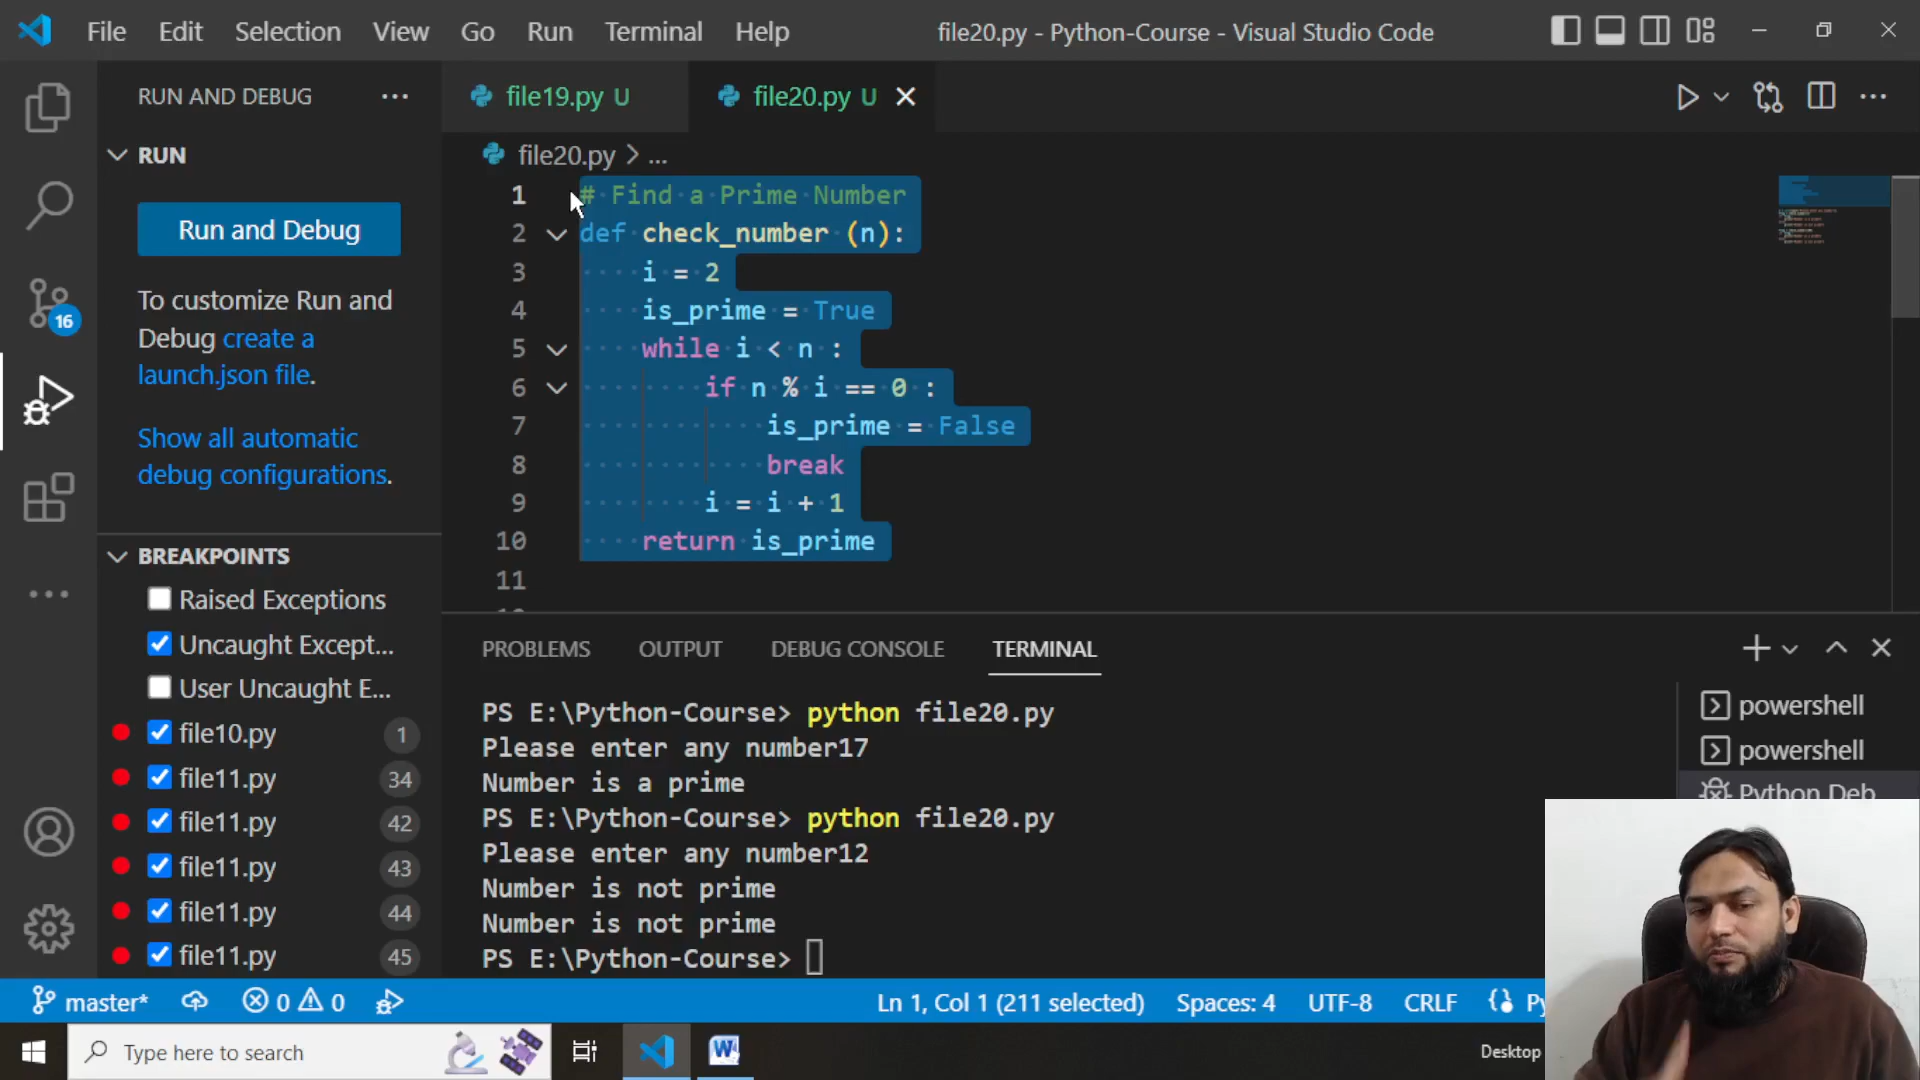 File Edit Selection View Go Run Terminal Help
file20.py - Python-Course - Visual Studio Code
RUN AND DEBUG
RUN
Run and Debug
To customize Run and
Debug create a
launch.json file.
Show all automatic
debug configurations.
BREAKPOINTS
Raised Exceptions
Uncaught Except...
User Uncaught E...
file10.py 1
file11.py 34
file11.py 42
file11.py 43
file11.py 44
file11.py 45
16
file19.py U
file20.py U
file20.py > ...
1 # Find a Prime Number
2 def check_number (n):
3 i = 2
4 is_prime = True
5 while i < n :
6 if n % i == 0 :
7 is_prime = False
8 break
9 i = i + 1
10 return is_prime
11
PROBLEMS OUTPUT DEBUG CONSOLE TERMINAL
PS E:\Python-Course> python file20.py
Please enter any number17
Number is a prime
PS E:\Python-Course> python file20.py
Please enter any number12
Number is not prime
Number is not prime
PS E:\Python-Course>
powershell
powershell
Python Deb
master* 0 0 Ln 1, Col 1 (211 selected) Spaces: 4 UTF-8 CRLF Py
Type here to search
W
Desktop